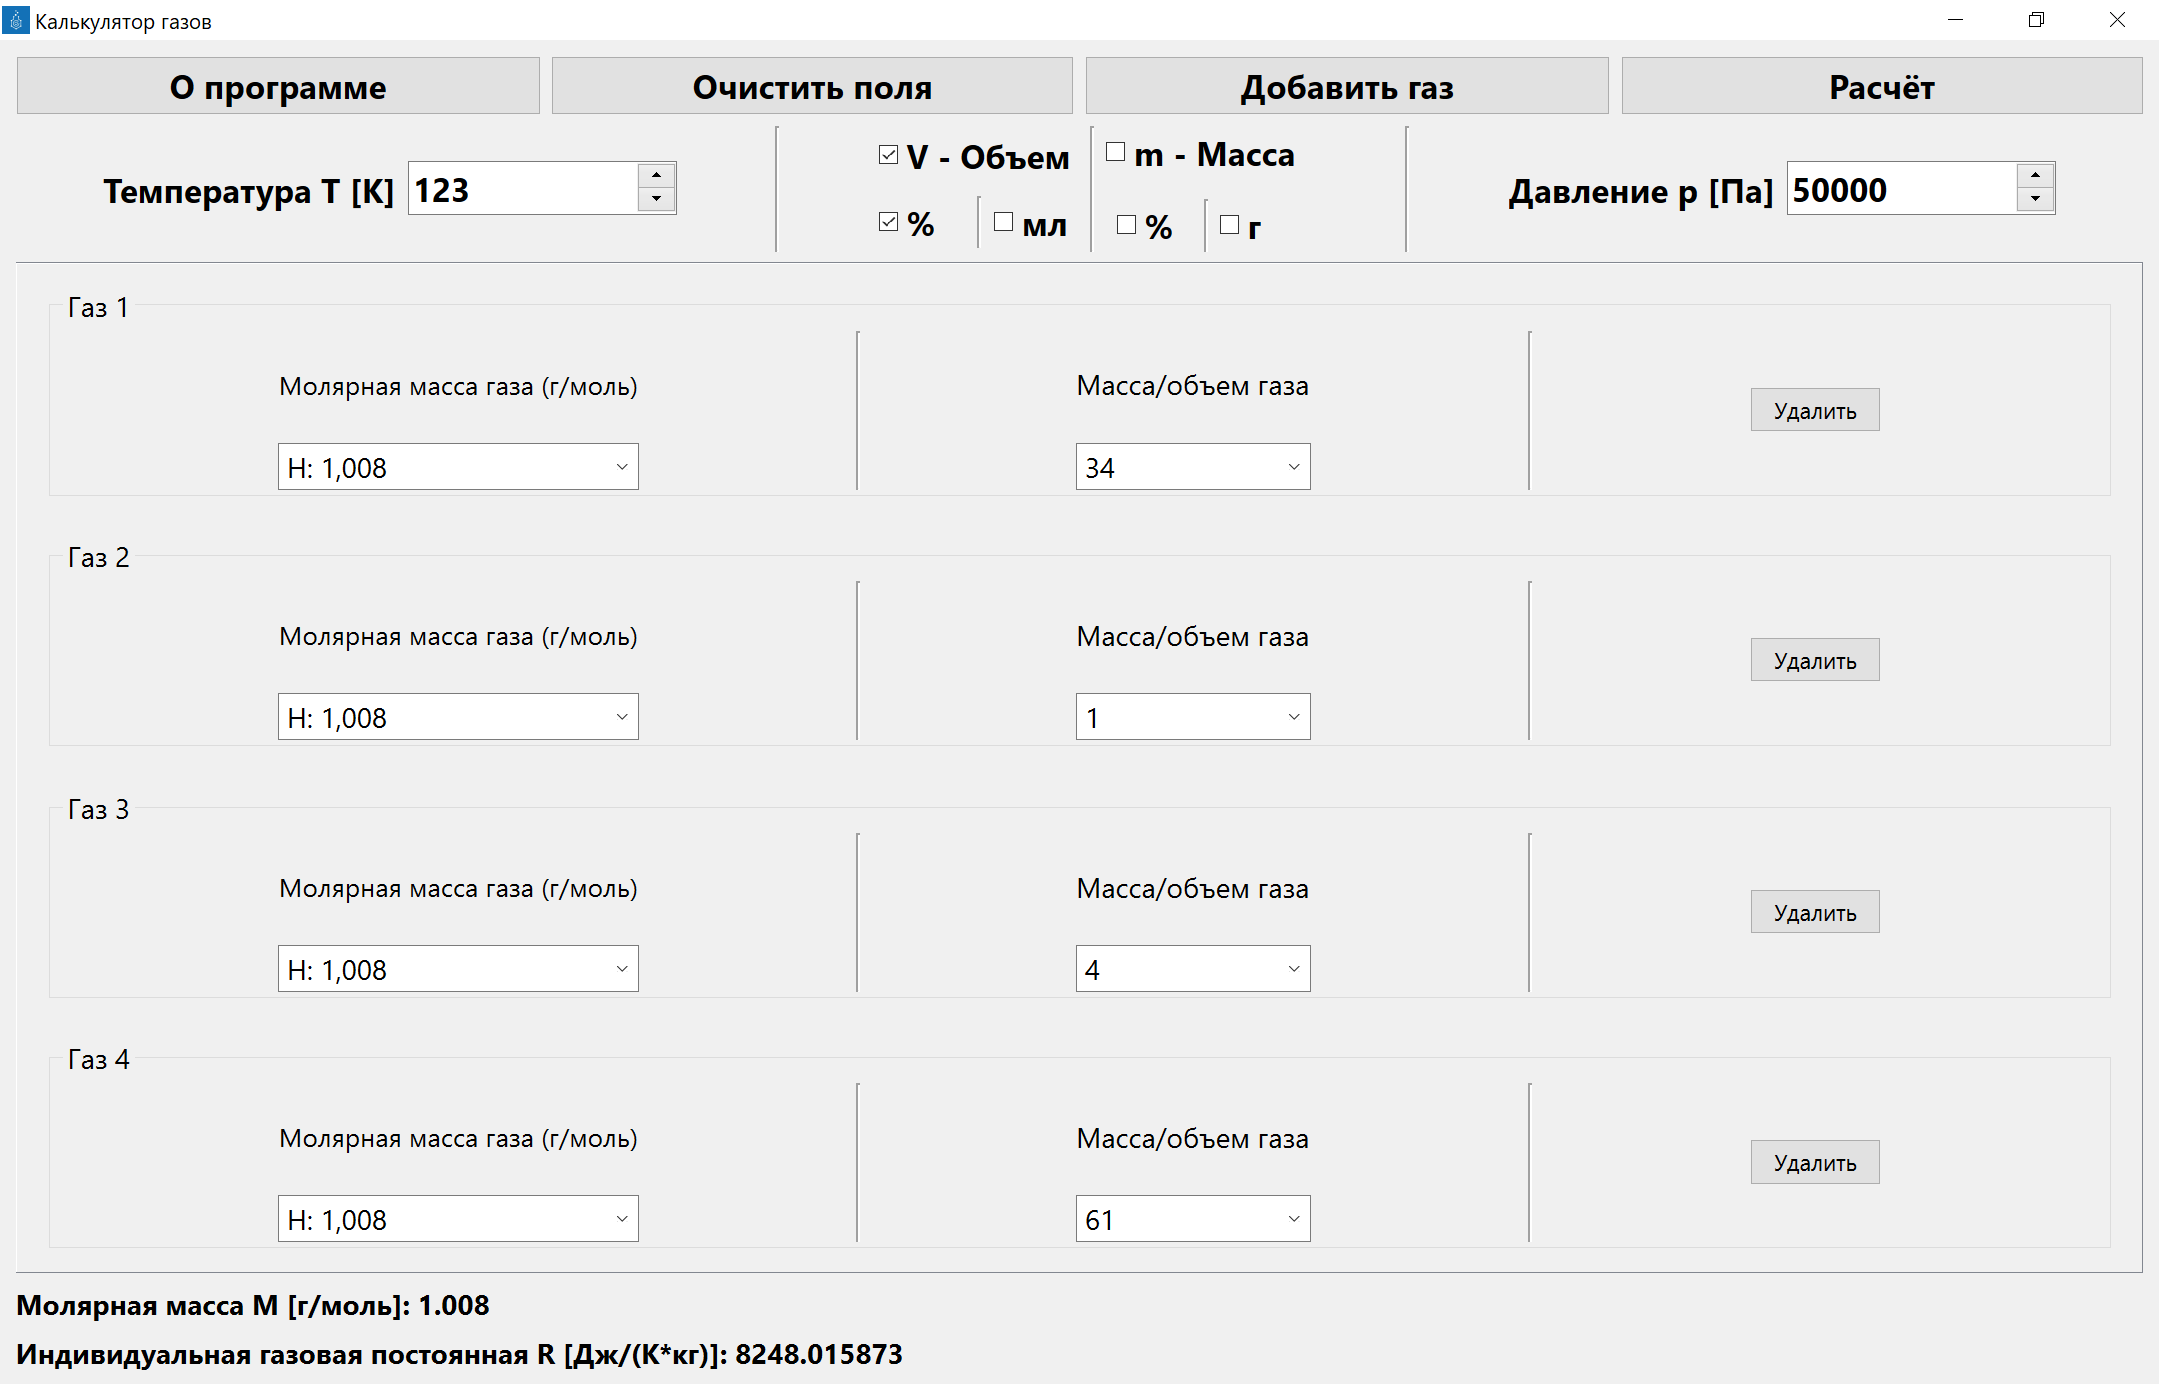 Калькулятор газов
О программе
Очистить поля
Добавить газ
Расчёт
Температура T [К]
123
V - Объем
%
мл
m - Масса
%
г
Давление p [Па]
50000
Газ 1
Молярная масса газа (г/моль)
Масса/объем газа
H: 1,008
34
Удалить
Газ 2
Молярная масса газа (г/моль)
Масса/объем газа
H: 1,008
1
Удалить
Газ 3
Молярная масса газа (г/моль)
Масса/объем газа
H: 1,008
4
Удалить
Газ 4
Молярная масса газа (г/моль)
Масса/объем газа
H: 1,008
61
Удалить
Молярная масса M [г/моль]: 1.008
Индивидуальная газовая постоянная R [Дж/(К*кг)]: 8248.015873